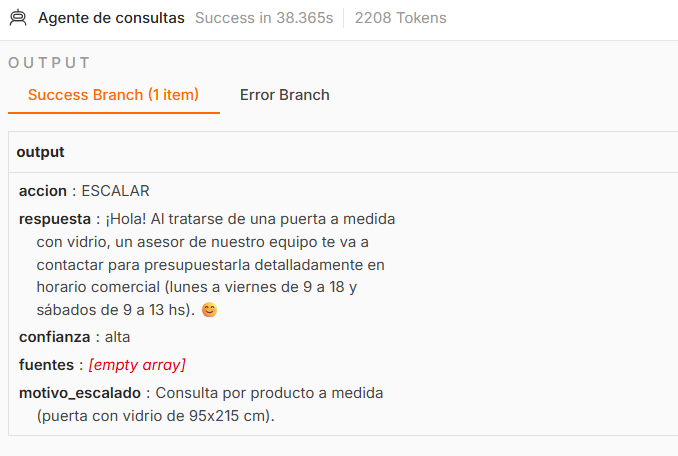 Agente de consultas Success in 38.365s 2208 Tokens
OUTPUT
Success Branch (1 item) Error Branch
output
accion : ESCALAR
respuesta : ¡Hola! Al tratarse de una puerta a medida
con vidrio, un asesor de nuestro equipo te va a
contactar para presupuestarla detalladamente en
horario comercial (lunes a viernes de 9 a 18 y
sábados de 9 a 13 hs). 😊
confianza : alta
fuentes : [empty array]
motivo_escalado : Consulta por producto a medida
(puerta con vidrio de 95x215 cm).